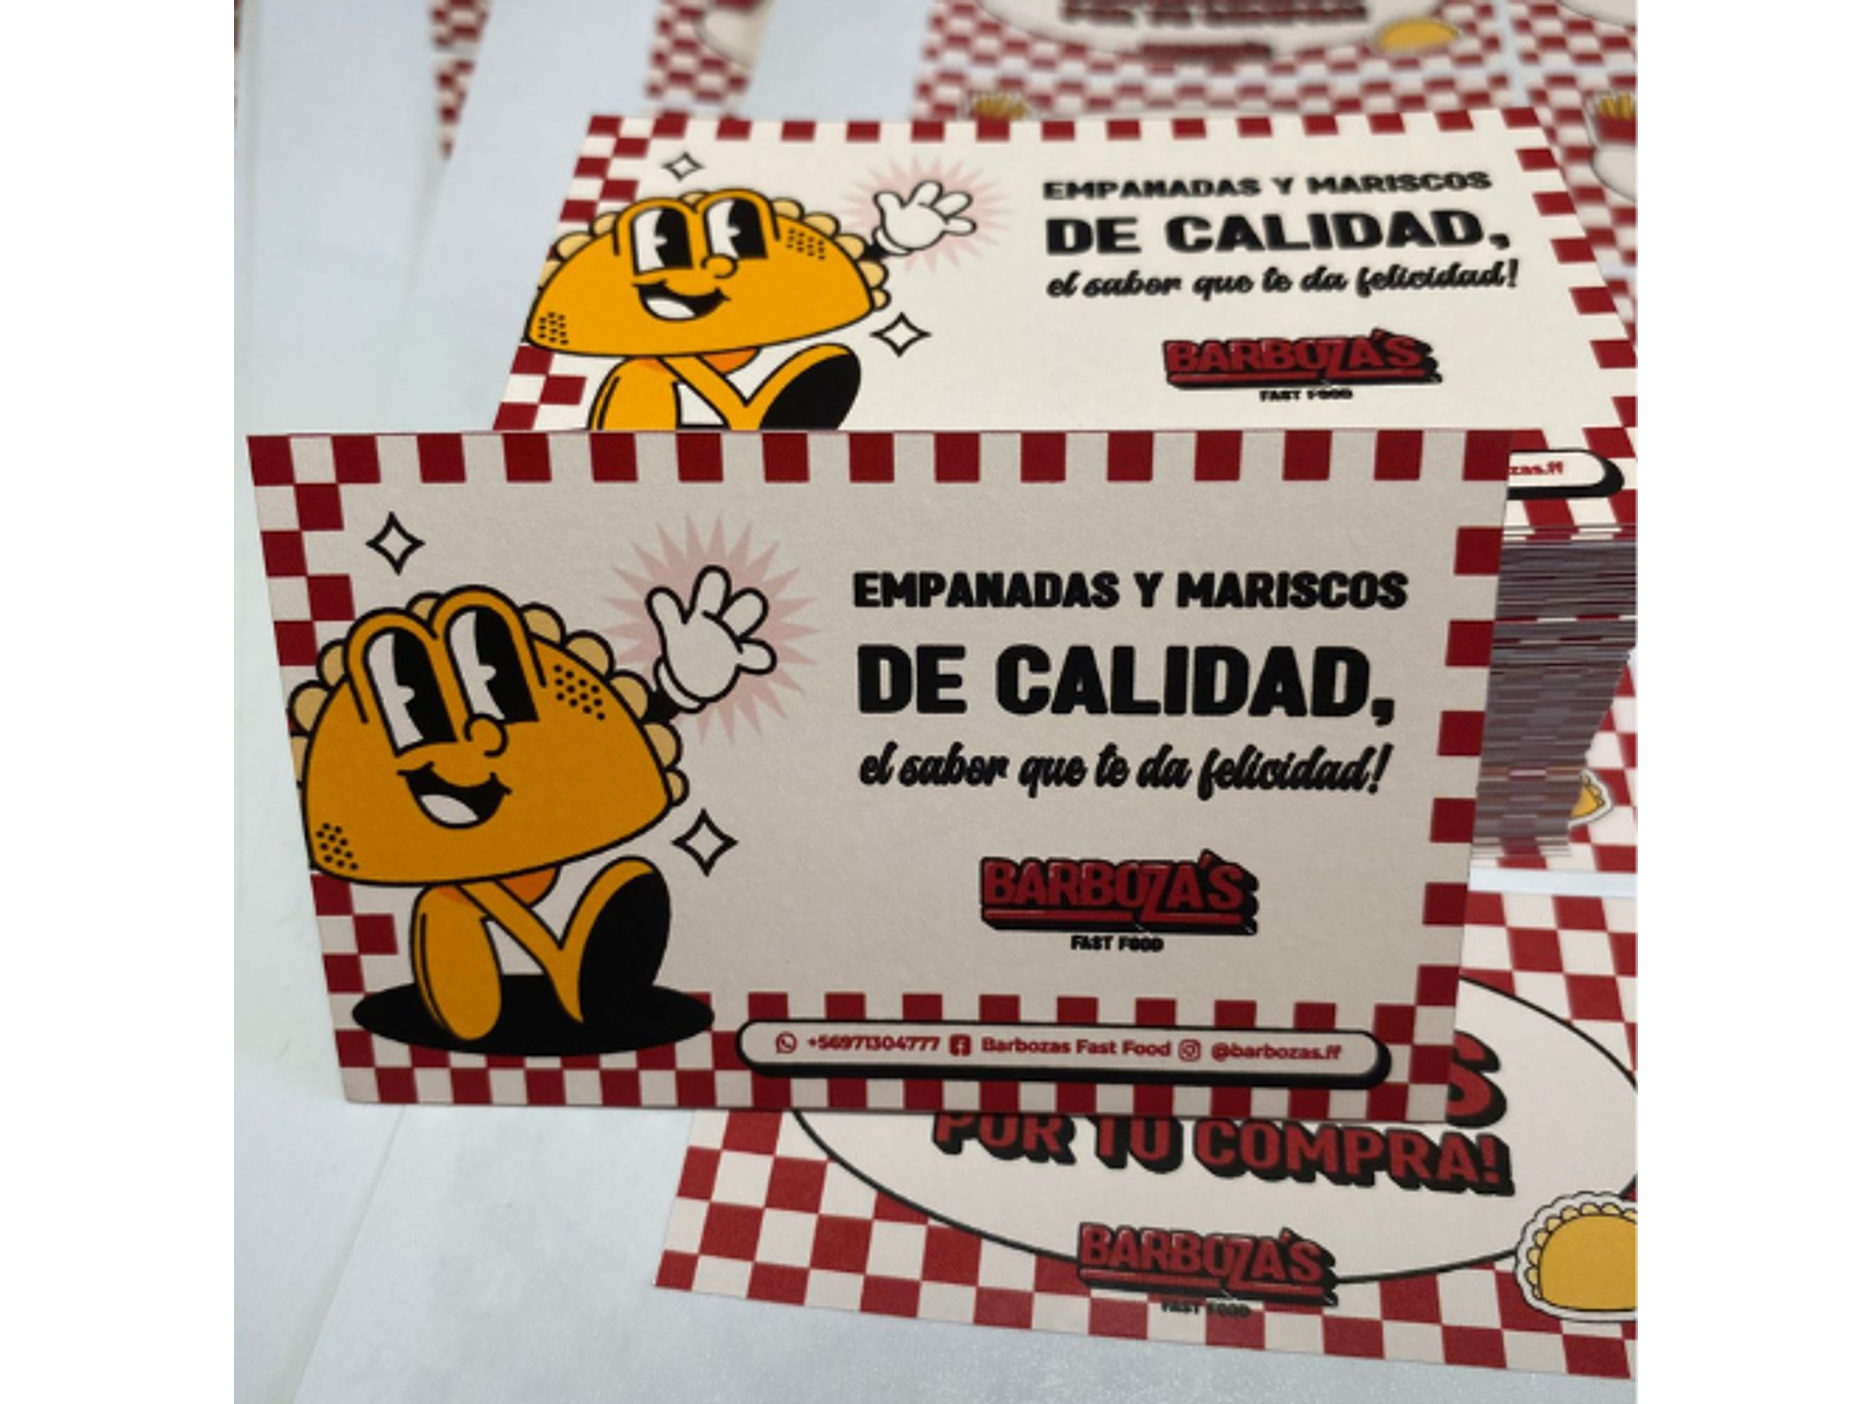 EMPANADAS Y MARISCOS
DE CALIDAD,
el sabor que te da felicidad!
BARBOZA'S
FAST FOOD
zas.ff
EMPANADAS Y MARISCOS
DE CALIDAD,
el sabor que te da felicidad!
BARBOZA'S
FAST FOOD
+56971304777 Barbozas Fast Food @barbozas.ff
S
POR TU COMPRA!
BARBOZA'S
FAST FOOD